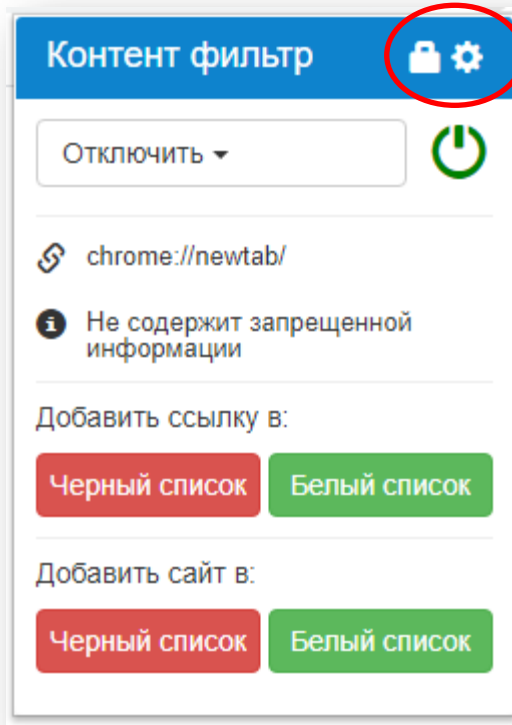 Контент фильтр
Отключить
chrome://newtab/
Не содержит запрещенной
информации
Добавить ссылку в:
Черный список Белый список
Добавить сайт в:
Черный список Белый список